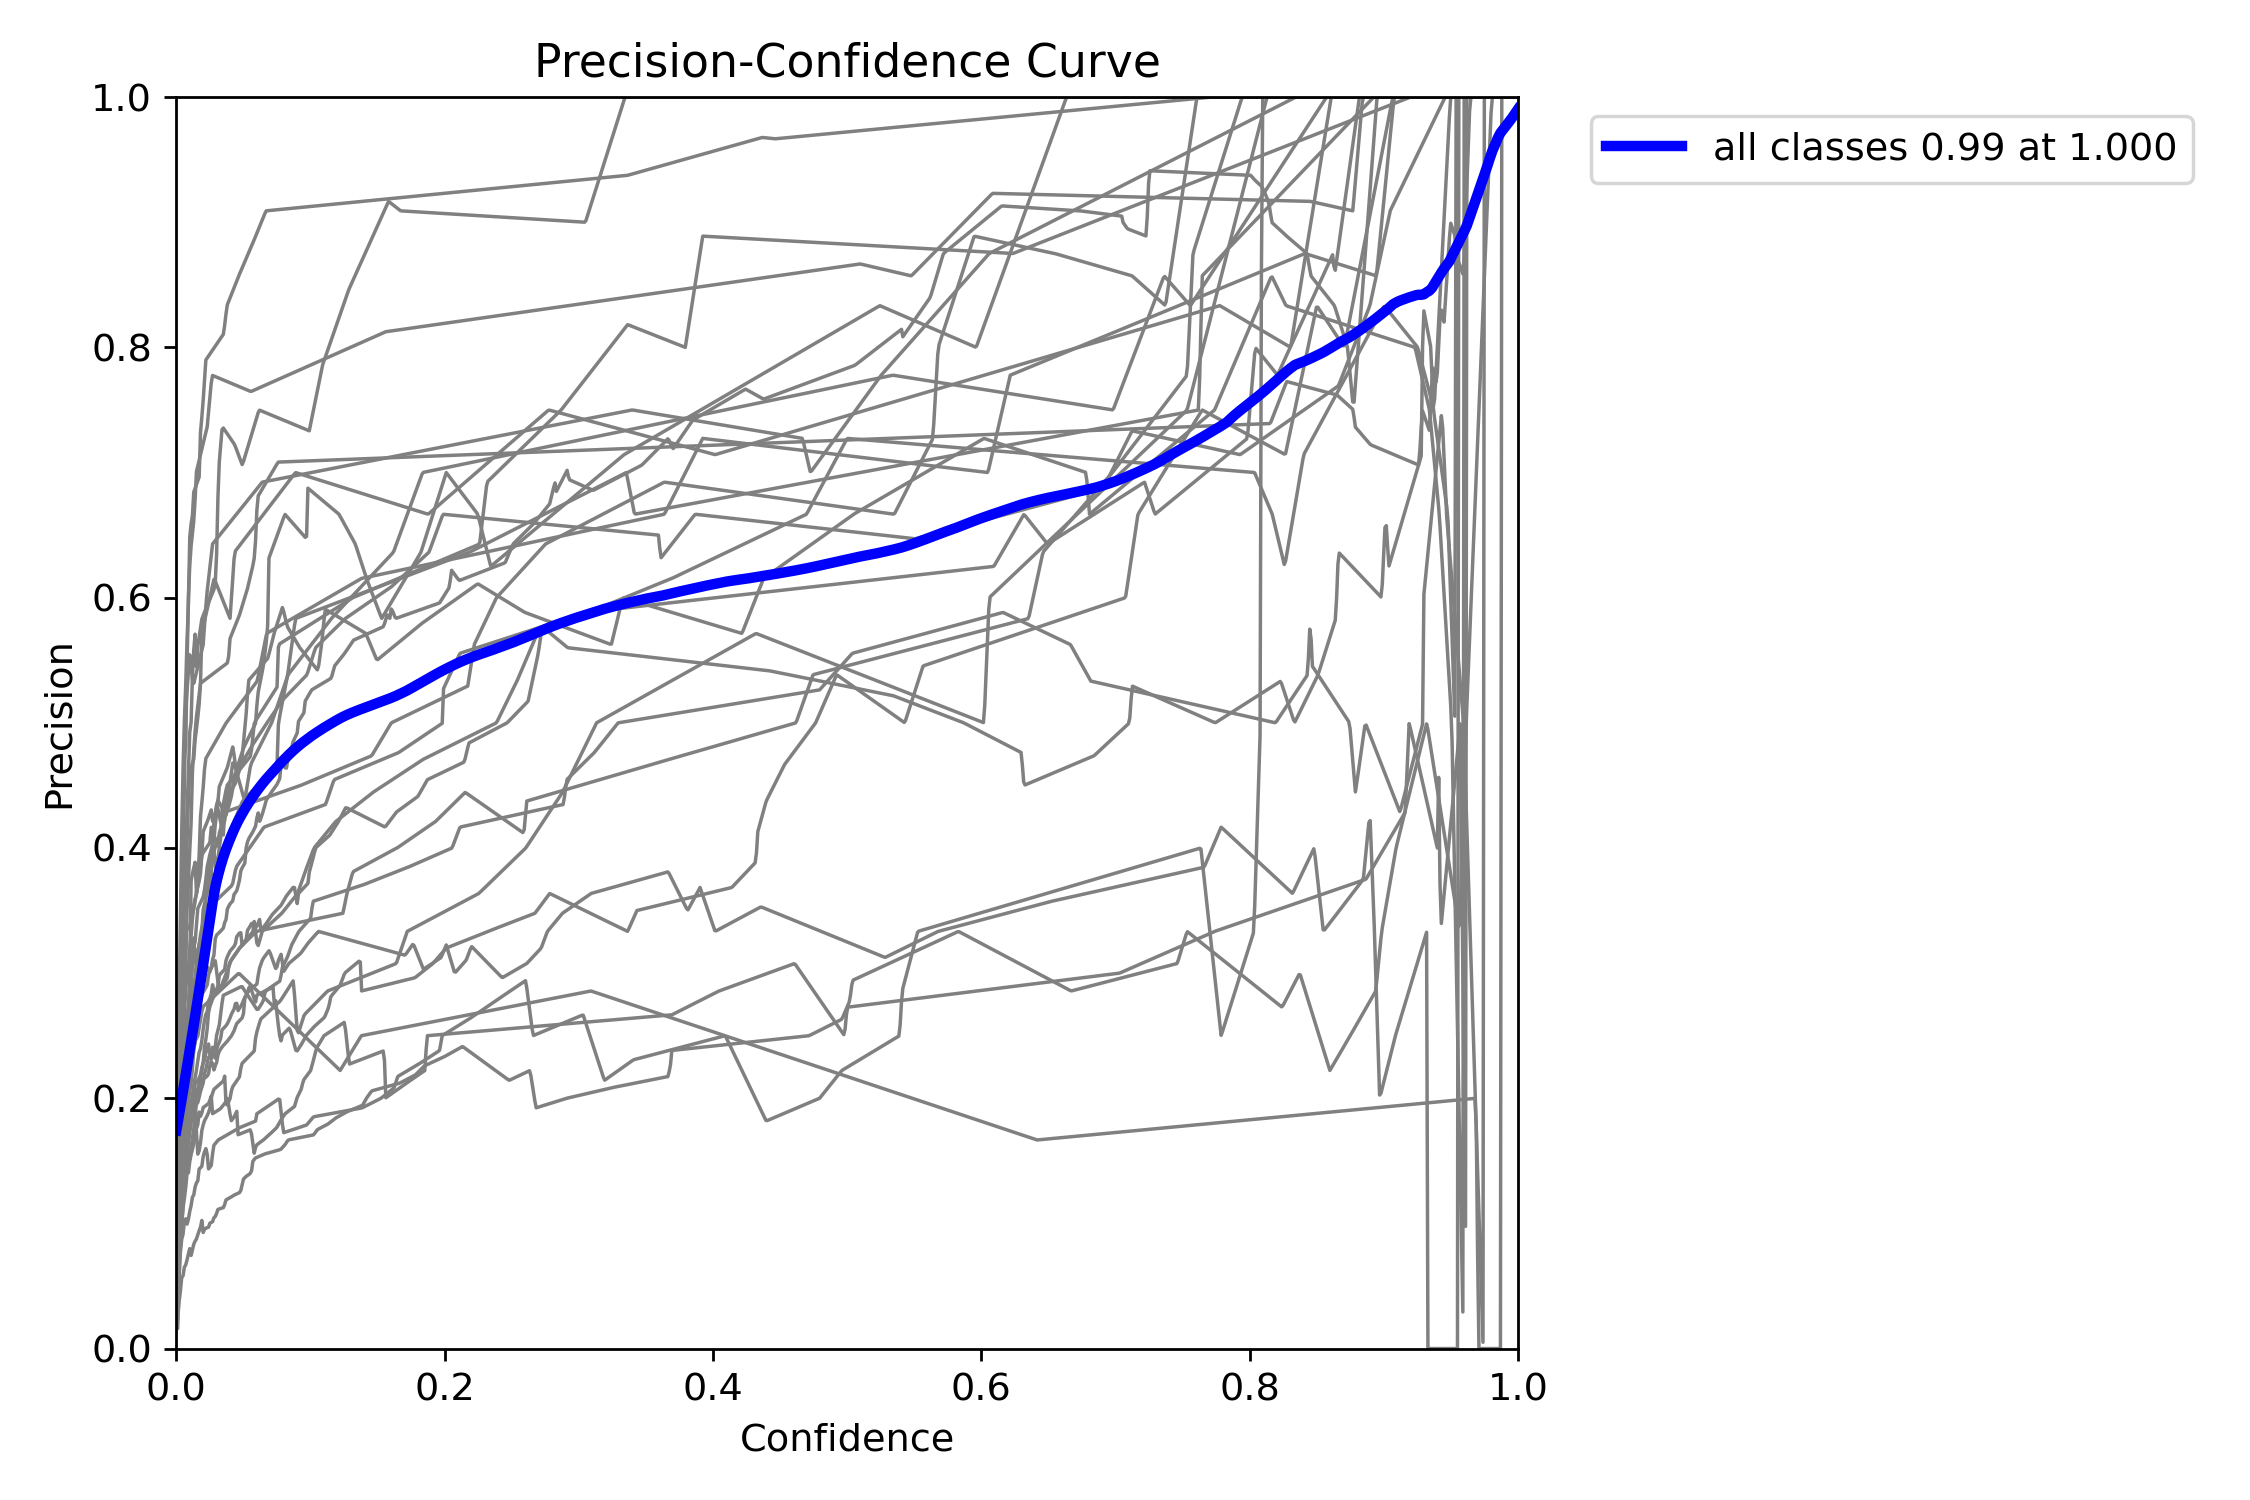 Precision-Confidence Curve
1.0
0.8
0.6
0.4
0.2
0.0
Precision
0.0 0.2 0.4 0.6 0.8 1.0
Confidence
all classes 0.99 at 1.000